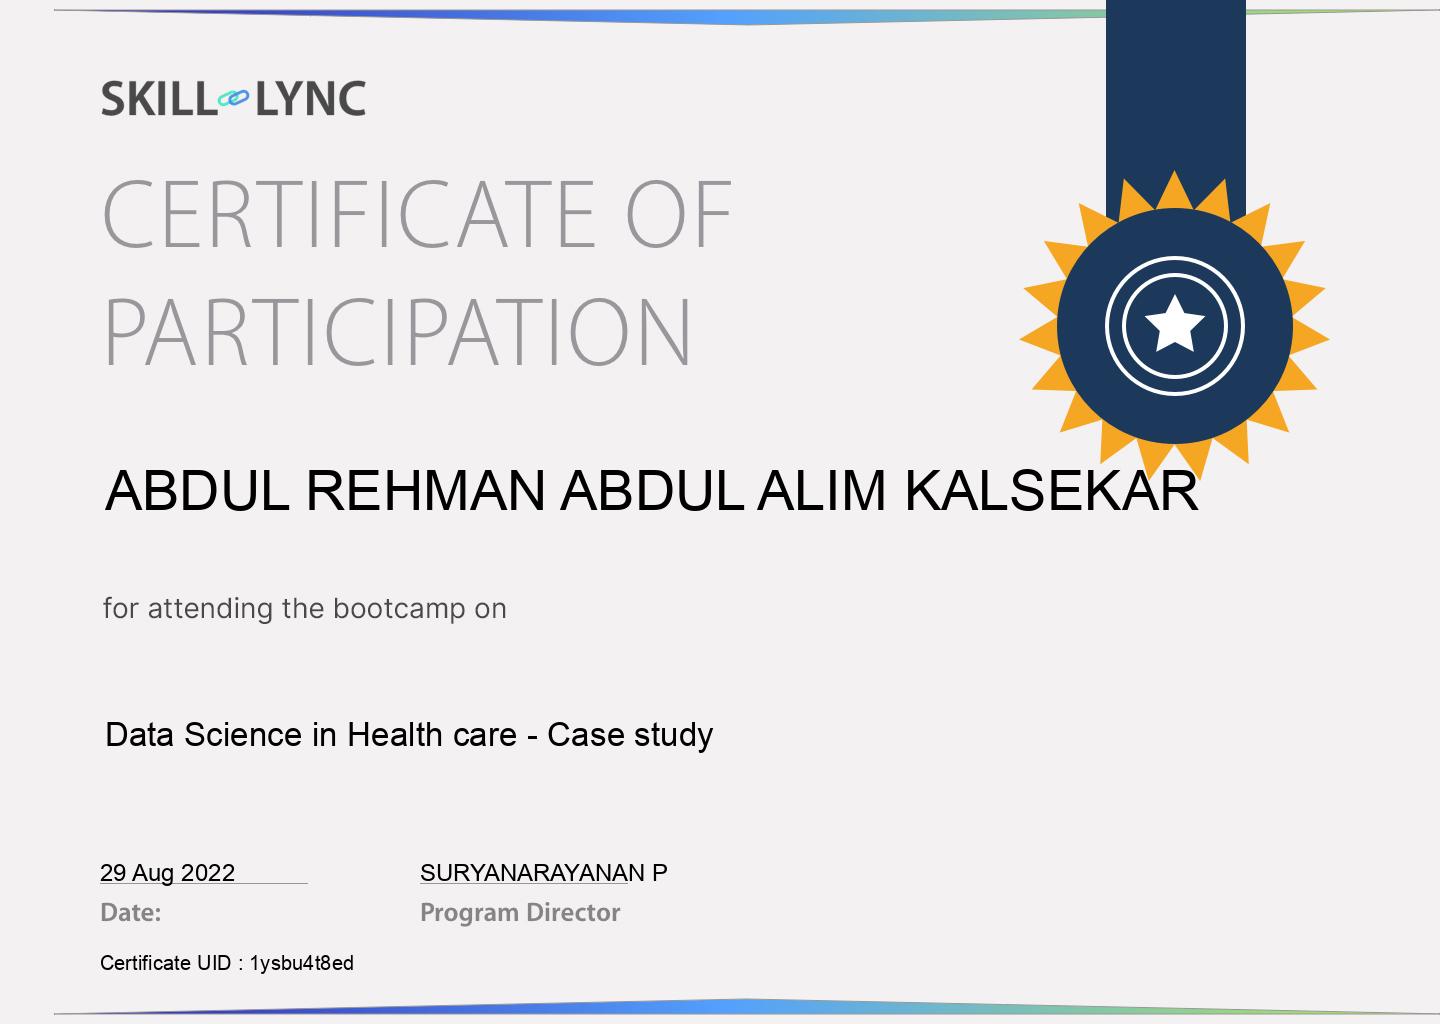 SKILL LYNC
CERTIFICATE OF
PARTICIPATION
ABDUL REHMAN ABDUL ALIM KALSEKAR
for attending the bootcamp on
Data Science in Health care - Case study
29 Aug 2022 SURYANARAYANAN P
Date: Program Director
Certificate UID : 1ysbu4t8ed